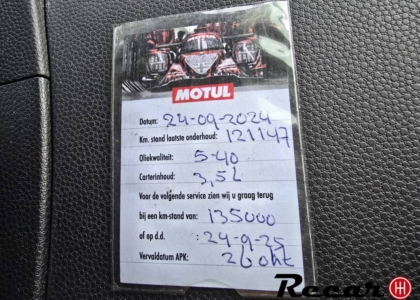 MOTUL
Datum: 24-09-2024
Km. stand laatste onderhoud: 121147
Oliekwaliteit: 5-40
Carterinhoud: 3,5L
Voor de volgende service zien wij u graag terug
bij een km-stand van: 135000
of op d.d. : 24-9-25
Vervaldatum APK: 26 okt
Recar